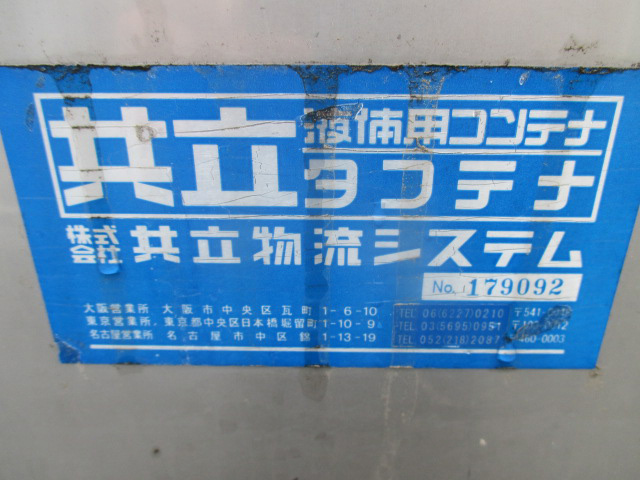 共立 液体用コンテナ
タコテナ
株式会社 共立物流システム
No. 179092
大阪営業所 大阪市中央区瓦町1-6-10 TEL 06(6227)0210
東京営業所 東京都中央区日本橋堀留町1-10-9 TEL 03(5695)0951
名古屋営業所 名古屋市中区錦1-13-19 TEL 052(218)2087